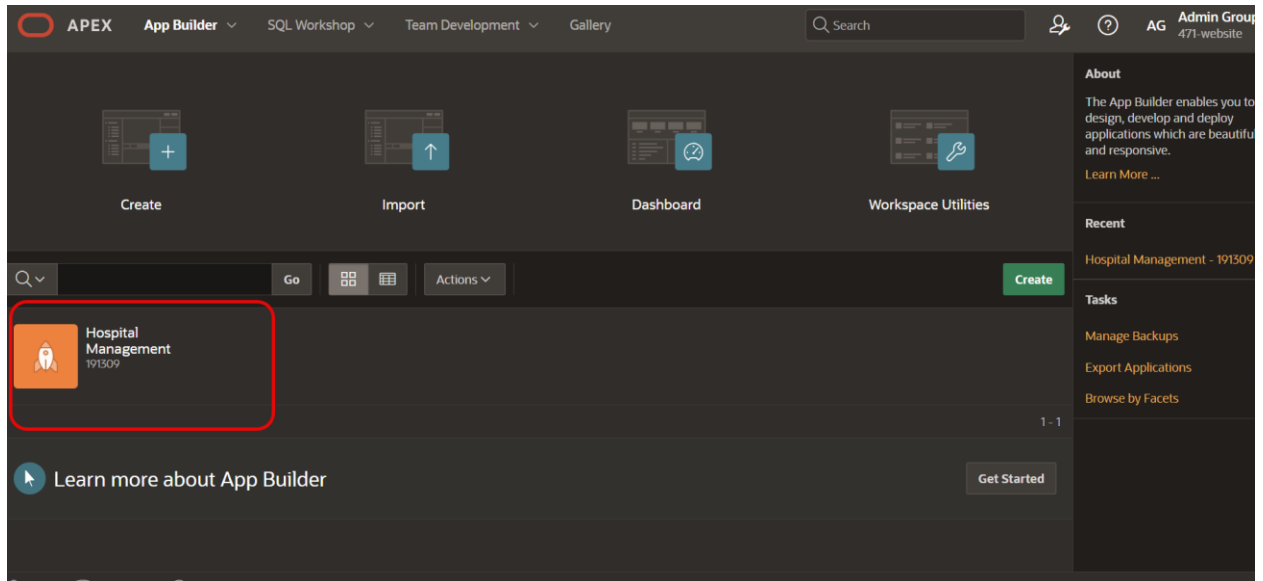 APEX App Builder SQL Workshop Team Development Gallery Search AG Admin Group
471-website
Create Import Dashboard Workspace Utilities
Go Actions Create
Hospital
Management
191309
1 - 1
Learn more about App Builder Get Started
About
The App Builder enables you to
design, develop and deploy
applications which are beautiful
and responsive.
Learn More ...
Recent
Hospital Management - 191309
Tasks
Manage Backups
Export Applications
Browse by Facets